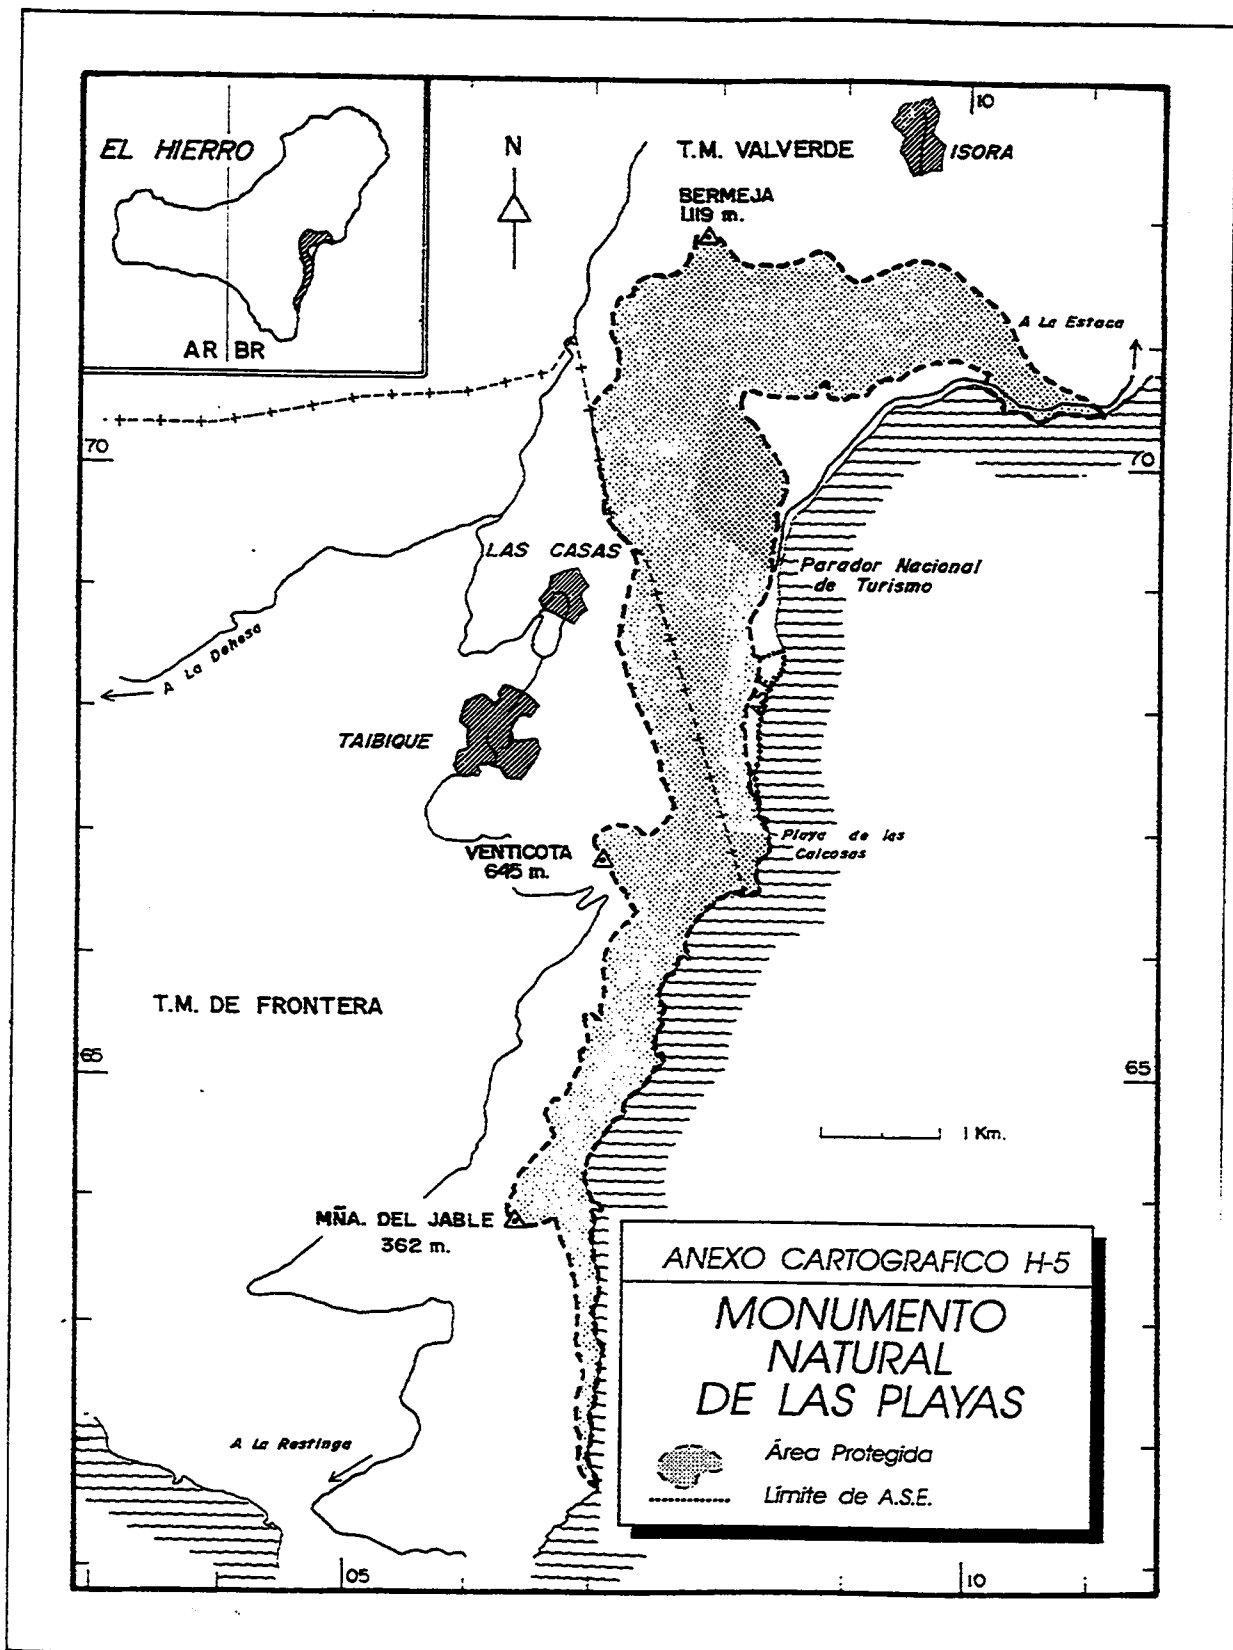 10
EL HIERRO
N
T.M. VALVERDE
ISORA
BERMEJA
1.119 m.
A La Estaca
AR BR
70
70
LAS CASAS
Parador Nacional
de Turismo
A La Dehesa
TAIBIQUE
Playa de las
Calcosas
VENTICOTA
645 m.
T.M. DE FRONTERA
65
65
1 Km.
MÑA. DEL JABLE
362 m.
ANEXO CARTOGRAFICO H-5
MONUMENTO
NATURAL
DE LAS PLAYAS
Área Protegida
Límite de A.S.E.
A La Restinga
05
10